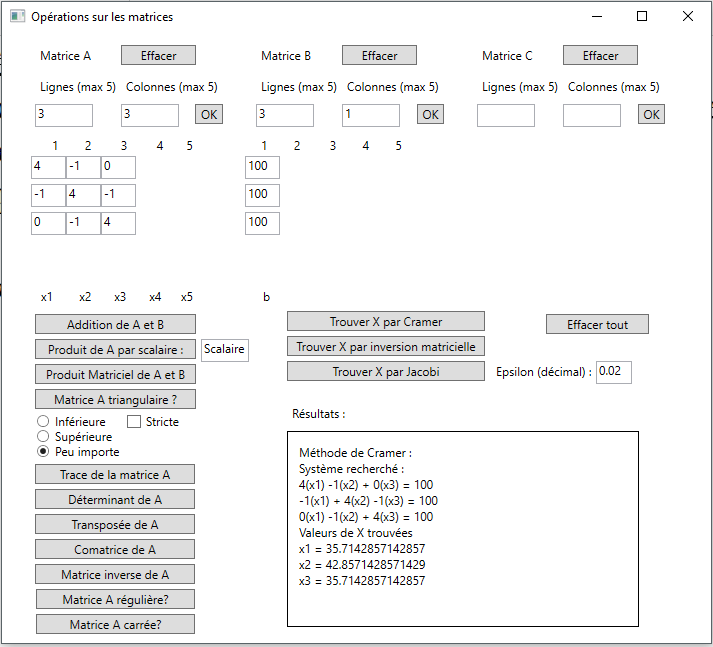 Opérations sur les matrices
Matrice A Effacer Matrice B Effacer Matrice C Effacer
Lignes (max 5) Colonnes (max 5) Lignes (max 5) Colonnes (max 5) Lignes (max 5) Colonnes (max 5)
3 3 OK 3 1 OK OK
1 2 3 4 5 1 2 3 4 5
4 -1 0 100
-1 4 -1 100
0 -1 4 100
x1 x2 x3 x4 x5 b
Addition de A et B
Produit de A par scalaire : Scalaire
Produit Matriciel de A et B
Matrice A triangulaire ?
Inférieure Stricte
Supérieure
Peu importe
Trace de la matrice A
Déterminant de A
Transposée de A
Comatrice de A
Matrice inverse de A
Matrice A régulière?
Matrice A carrée?
Trouver X par Cramer Effacer tout
Trouver X par inversion matricielle
Trouver X par Jacobi Epsilon (décimal) : 0.02
Résultats :
Méthode de Cramer :
Système recherché :
4(x1) -1(x2) + 0(x3) = 100
-1(x1) + 4(x2) -1(x3) = 100
0(x1) -1(x2) + 4(x3) = 100
Valeurs de X trouvées
x1 = 35.7142857142857
x2 = 42.8571428571429
x3 = 35.7142857142857